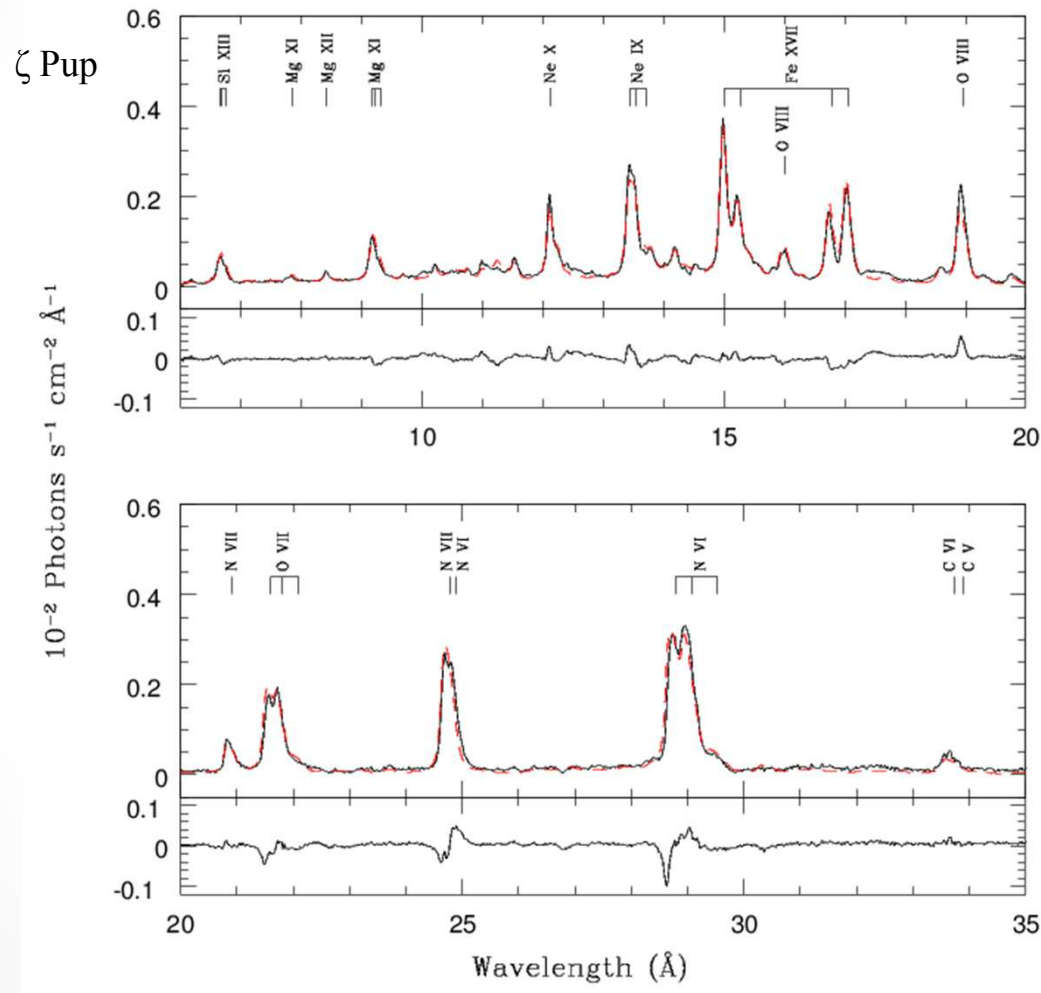 ζ Pup
Si XIII
Mg XI
Mg XII
Mg XI
Ne X
Ne IX
Fe XVII
O VIII
O VIII
0.6
0.4
0.2
0
0.1
0
-0.1
10
15
20
10⁻² Photons s⁻¹ cm⁻² Å⁻¹
N VII
O VII
N VII
N VI
N VI
C VI
C V
0.6
0.4
0.2
0
0.1
0
-0.1
20
25
30
35
Wavelength (Å)